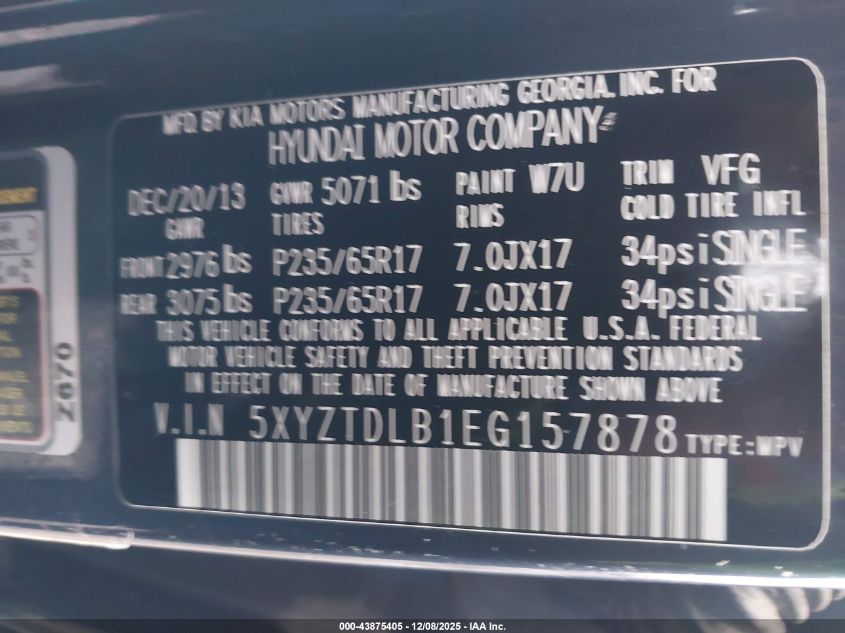 MFD. BY KIA MOTORS MANUFACTURING GEORGIA, INC. FOR
HYUNDAI MOTOR COMPANY
DEC/20/13 GVWR 5071 lbs PAINT W7U TRIM VFG
GAWR TIRES RIMS COLD TIRE INFL
FRONT 2976 lbs P235/65R17 7.0JX17 34psi SINGLE
REAR 3075 lbs P235/65R17 7.0JX17 34psi SINGLE
THIS VEHICLE CONFORMS TO ALL APPLICABLE U.S.A. FEDERAL
MOTOR VEHICLE SAFETY AND THEFT PREVENTION STANDARDS
IN EFFECT ON THE DATE OF MANUFACTURE SHOWN ABOVE
V.I.N 5XYZTDLB1EG157878 TYPE:MPV
000-43875405 - 12/08/2025 - IAA Inc.